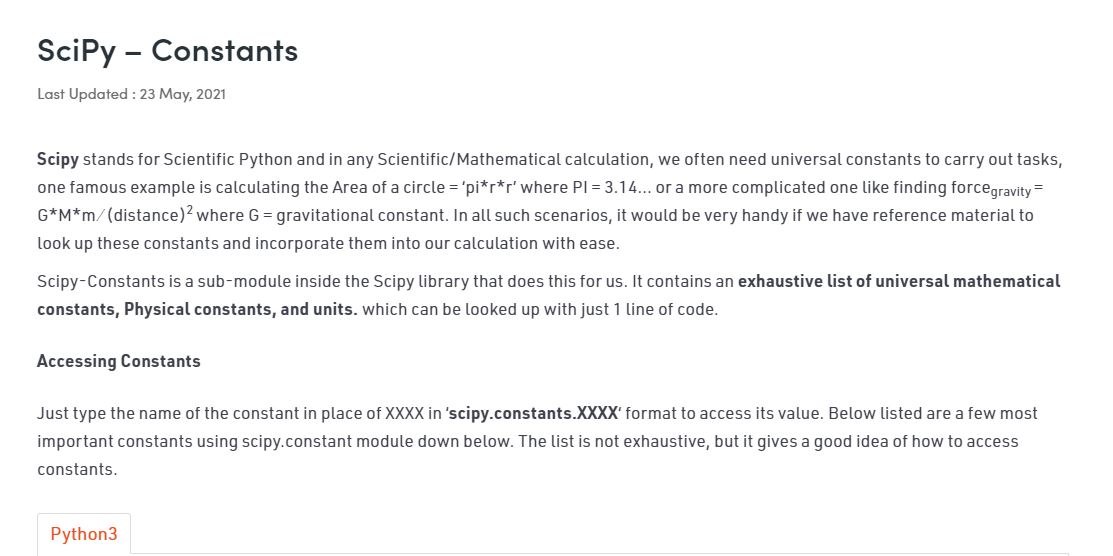 SciPy – Constants
Last Updated : 23 May, 2021
Scipy stands for Scientific Python and in any Scientific/Mathematical calculation, we often need universal constants to carry out tasks,
one famous example is calculating the Area of a circle = ‘pi*r*r’ where PI = 3.14… or a more complicated one like finding force_gravity =
G*M*m ⁄ (distance)² where G = gravitational constant. In all such scenarios, it would be very handy if we have reference material to
look up these constants and incorporate them into our calculation with ease.
Scipy-Constants is a sub-module inside the Scipy library that does this for us. It contains an exhaustive list of universal mathematical
constants, Physical constants, and units. which can be looked up with just 1 line of code.
Accessing Constants
Just type the name of the constant in place of XXXX in ‘scipy.constants.XXXX‘ format to access its value. Below listed are a few most
important constants using scipy.constant module down below. The list is not exhaustive, but it gives a good idea of how to access
constants.
Python3